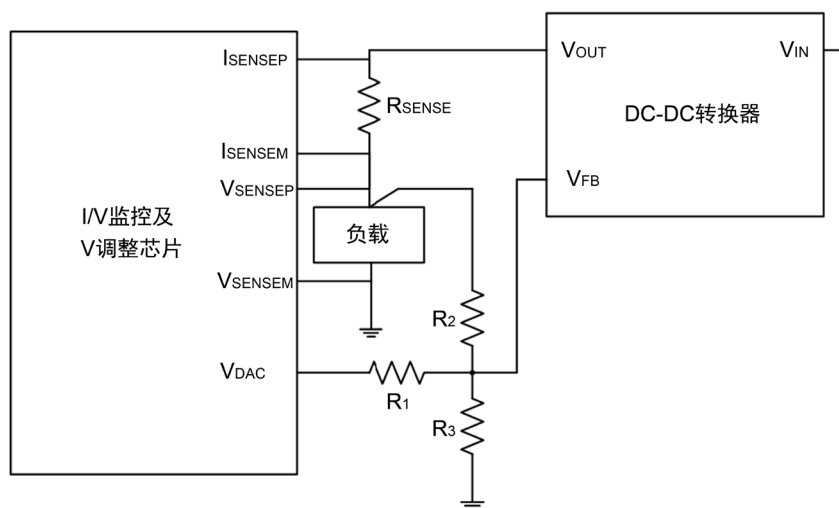 ISENSEP
ISENSEM
VSENSEP
VSENSEM
VDAC
I/V监控及
V调整芯片
RSENSE
负载
R1
R2
R3
VOUT
VIN
DC-DC转换器
VFB